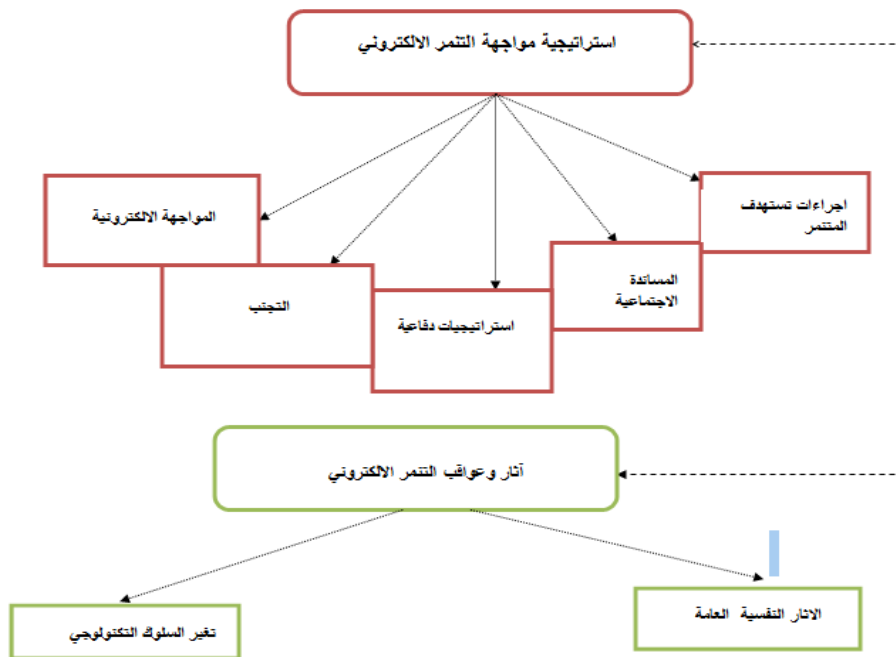 استراتيجية مواجهة التنمر الالكتروني
اجراءات تستهدف
المتنمر
المساندة
الاجتماعية
استراتيجيات دفاعية
التجنب
المواجهة الالكترونية
آثار وعواقب التنمر الالكتروني
الاثار النفسية العامة
تغير السلوك التكنولوجي